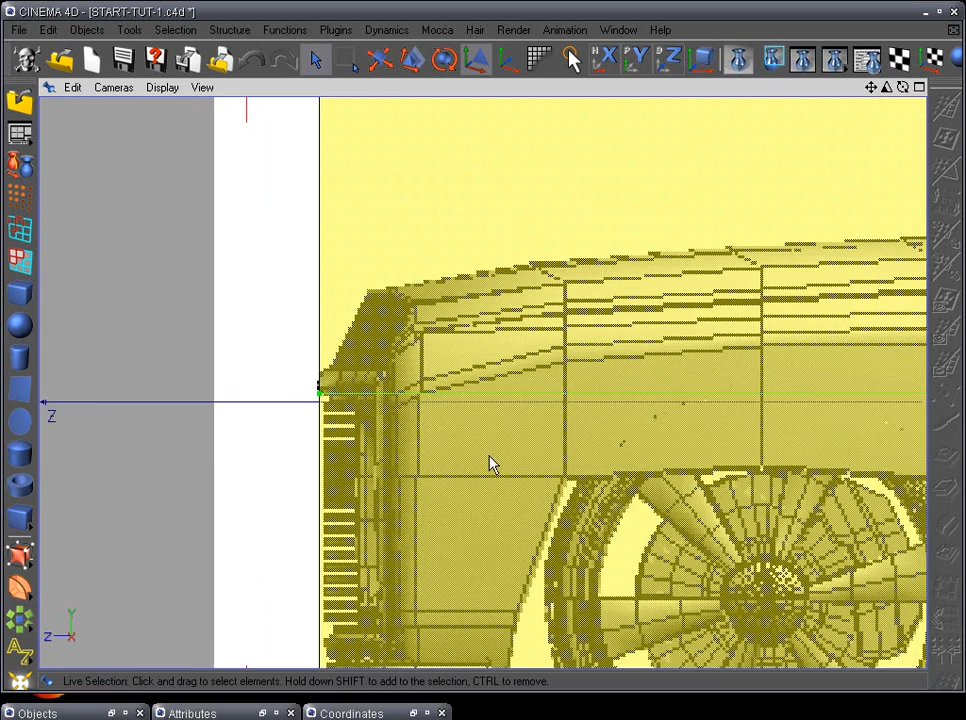 CINEMA 4D - [START-TUT-1.c4d *]
File Edit Objects Tools Selection Structure Functions Plugins Dynamics Mocca Hair Render Animation Window Help
X Y Z
Edit Cameras Display View
Z
Y
Z X
Live Selection: Click and drag to select elements. Hold down SHIFT to add to the selection, CTRL to remove.
Objects Attributes Coordinates